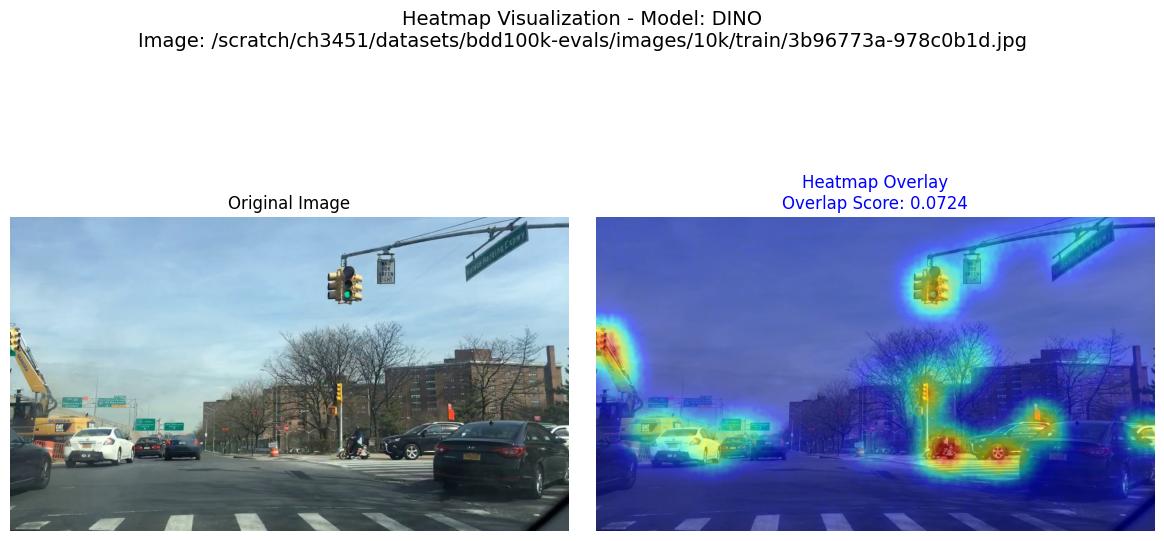 Heatmap Visualization - Model: DINO
Image: /scratch/ch3451/datasets/bdd100k-evals/images/10k/train/3b96773a-978c0b1d.jpg
Original Image
Heatmap Overlay
Overlap Score: 0.0724